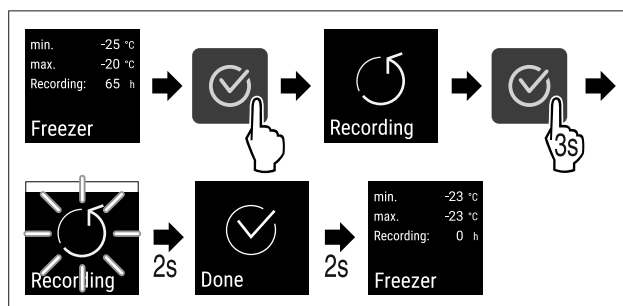 min. -25 °C
max. -20 °C
Recording: 65 h
Freezer
Recording
3s
Recording
2s
Done
2s
min. -23 °C
max. -23 °C
Recording: 0 h
Freezer